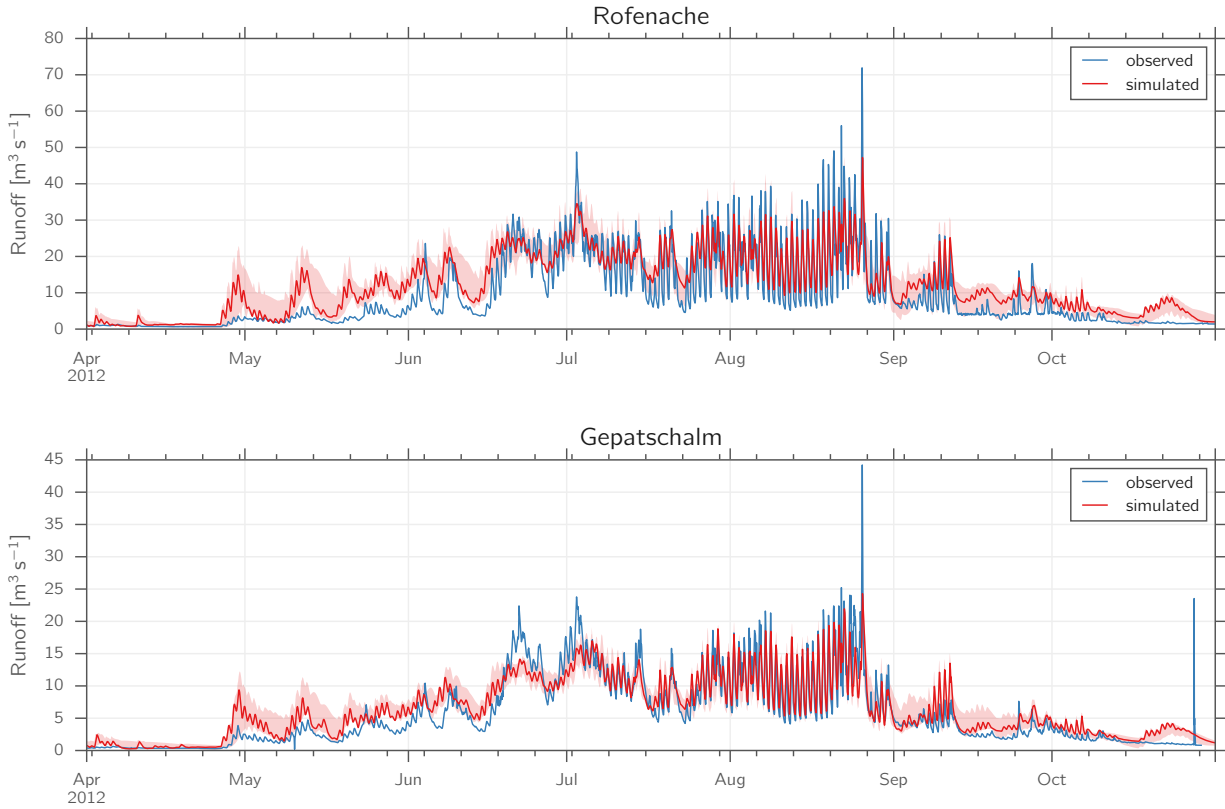 Rofenache
80
70
60
50
40
30
20
10
0
Runoff [m³ s⁻¹]
observed
simulated
Apr May Jun Jul Aug Sep Oct
2012
Gepatschalm
45
40
35
30
25
20
15
10
5
0
Runoff [m³ s⁻¹]
observed
simulated
Apr May Jun Jul Aug Sep Oct
2012